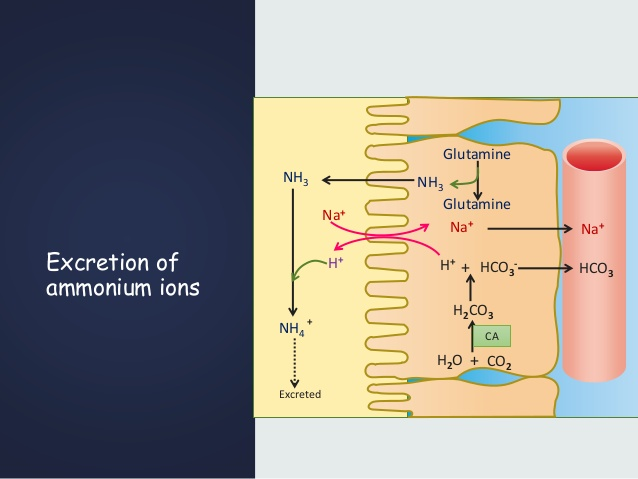 Excretion of
ammonium ions
Glutamine
NH₃
NH₃
Glutamine
Na⁺
Na⁺
Na⁺
H⁺
H⁺ + HCO₃⁻
HCO₃
H₂CO₃
NH₄⁺
CA
H₂O + CO₂
Excreted